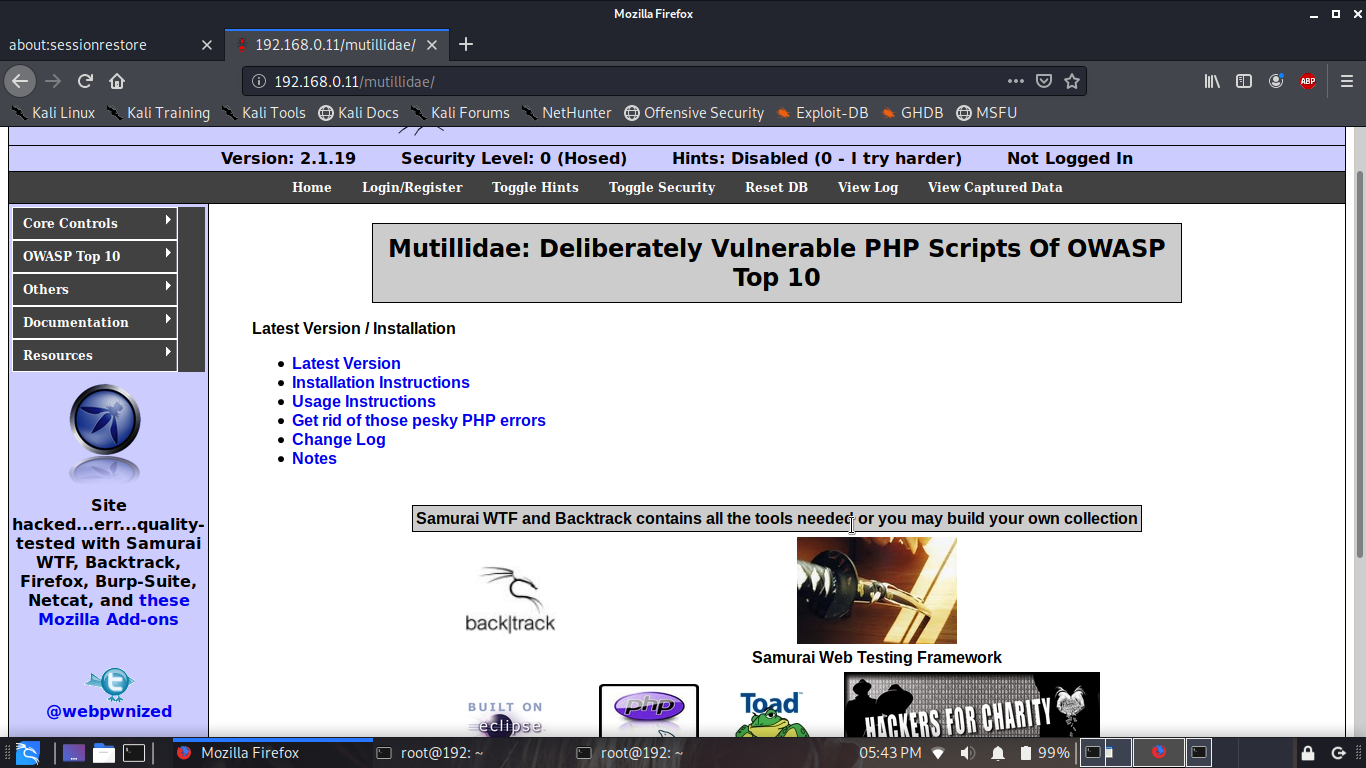 Mozilla Firefox
about:sessionrestore
192.168.0.11/mutillidae/
192.168.0.11/mutillidae/
ABP
Kali Linux Kali Training Kali Tools Kali Docs Kali Forums NetHunter Offensive Security Exploit-DB GHDB MSFU
Version: 2.1.19 Security Level: 0 (Hosed) Hints: Disabled (0 - I try harder) Not Logged In
Home Login/Register Toggle Hints Toggle Security Reset DB View Log View Captured Data
Core Controls
OWASP Top 10
Others
Documentation
Resources
Site
hacked...err...quality-
tested with Samurai
WTF, Backtrack,
Firefox, Burp-Suite,
Netcat, and these
Mozilla Add-ons
@webpwnized
Mutillidae: Deliberately Vulnerable PHP Scripts Of OWASP
Top 10
Latest Version / Installation
Latest Version
Installation Instructions
Usage Instructions
Get rid of those pesky PHP errors
Change Log
Notes
Samurai WTF and Backtrack contains all the tools needed or you may build your own collection
back|track
Samurai Web Testing Framework
BUILT ON
eclipse
php
Toad™
HACKERS FOR CHARITY
Mozilla Firefox root@192: ~ root@192: ~ 05:43 PM 99%